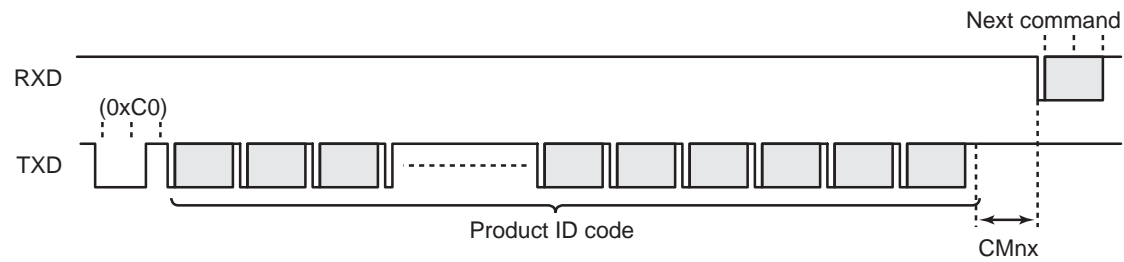 Next command
RXD
(0xC0)
TXD
Product ID code
CMnx